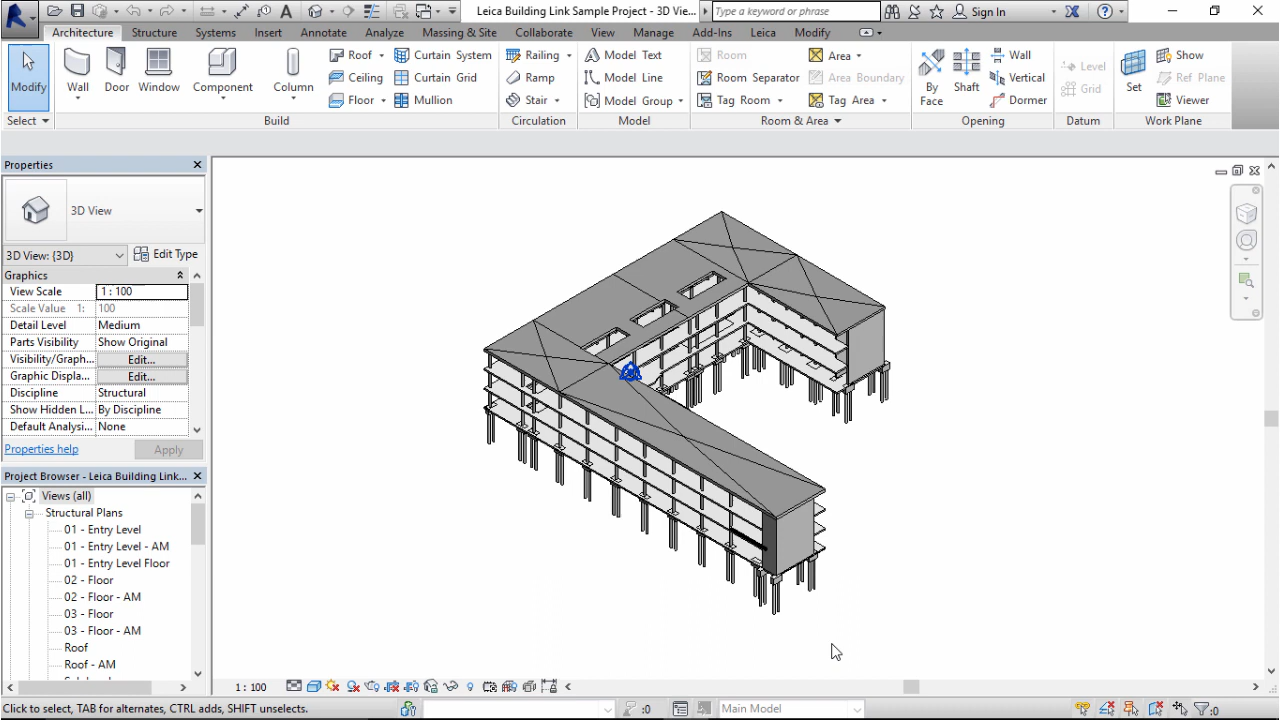 Leica Building Link Sample Project - 3D Vie...
Type a keyword or phrase
Sign In
Architecture Structure Systems Insert Annotate Analyze Massing & Site Collaborate View Manage Add-Ins Leica Modify
Modify
Select
Wall
Door
Window
Component
Column
Roof
Ceiling
Floor
Curtain System
Curtain Grid
Mullion
Build
Railing
Ramp
Stair
Circulation
Model Text
Model Line
Model Group
Model
Room
Room Separator
Tag Room
Area
Area Boundary
Tag Area
Room & Area
By
Face
Shaft
Wall
Vertical
Dormer
Opening
Level
Grid
Datum
Set
Show
Ref Plane
Viewer
Work Plane
Properties
3D View
3D View: {3D}
Edit Type
Graphics
View Scale 1 : 100
Scale Value 1: 100
Detail Level Medium
Parts Visibility Show Original
Visibility/Graph... Edit...
Graphic Displa... Edit...
Discipline Structural
Show Hidden L... By Discipline
Default Analysi... None
Properties help
Apply
Project Browser - Leica Building Link...
Views (all)
Structural Plans
01 - Entry Level
01 - Entry Level - AM
01 - Entry Level Floor
02 - Floor
02 - Floor - AM
03 - Floor
03 - Floor - AM
Roof
Roof - AM
1 : 100
Click to select, TAB for alternates, CTRL adds, SHIFT unselects.
:0
Main Model
:0